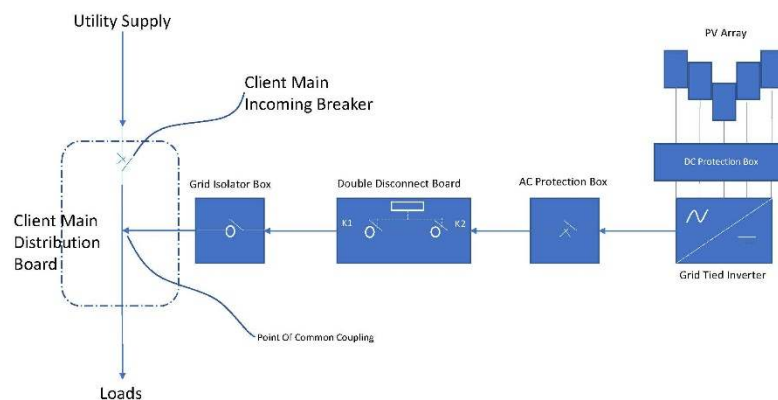 Utility Supply
PV Array
Client Main
Incoming Breaker
DC Protection Box
Grid Isolator Box
Double Disconnect Board
AC Protection Box
K1
K2
Client Main
Distribution
Board
Grid Tied Inverter
Point Of Common Coupling
Loads